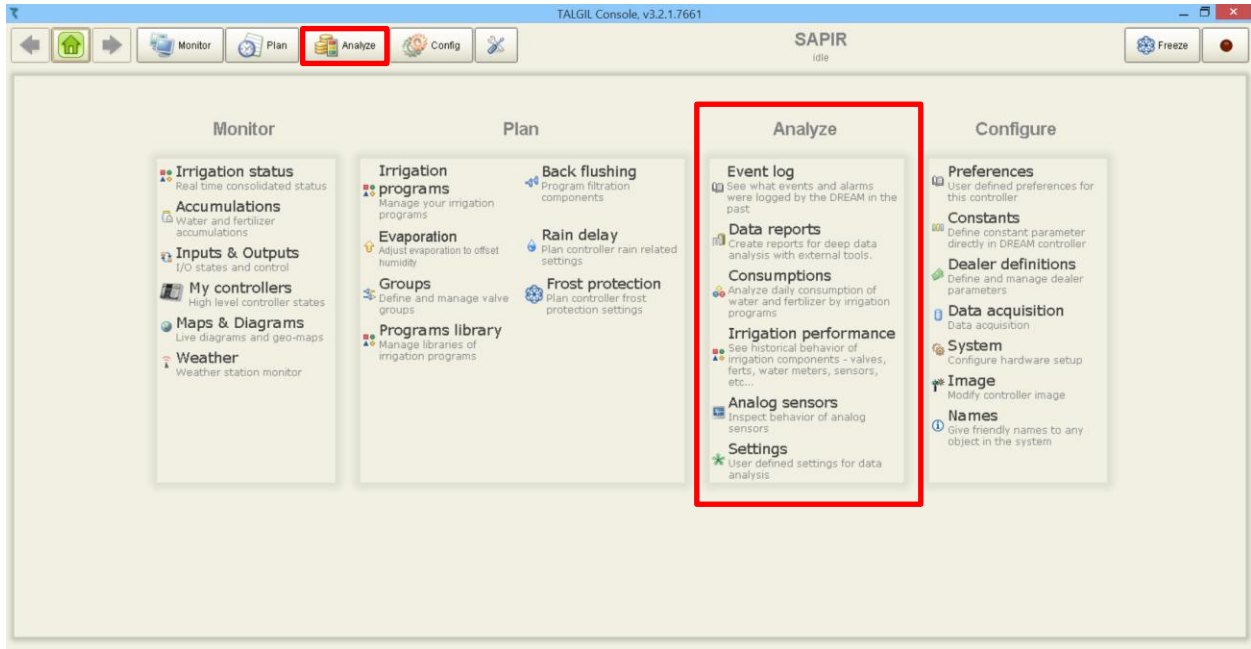 TALGIL Console, v3.2.1.7661
Monitor
Plan
Analyze
Config
SAPIR
idle
Freeze
Monitor
Irrigation status
Real time consolidated status
Accumulations
Water and fertilizer
accumulations
Inputs & Outputs
I/O states and control
My controllers
High level controller states
Maps & Diagrams
Live diagrams and geo-maps
Weather
Weather station monitor
Plan
Irrigation
programs
Manage your irrigation
programs
Evaporation
Adjust evaporation to offset
humidity
Groups
Define and manage valve
groups
Programs library
Manage libraries of
irrigation programs
Back flushing
Program filtration
components
Rain delay
Plan controller rain related
settings
Frost protection
Plan controller frost
protection settings
Analyze
Event log
See what events and alarms
were logged by the DREAM in the
past
Data reports
Create reports for deep data
analysis with external tools.
Consumptions
Analyze daily consumption of
water and fertilizer by irrigation
programs
Irrigation performance
See historical behavior of
irrigation components - valves,
ferts, water meters, sensors,
etc...
Analog sensors
Inspect behavior of analog
sensors
Settings
User defined settings for data
analysis
Configure
Preferences
User defined preferences for
this controller
Constants
Define constant parameter
directly in DREAM controller
Dealer definitions
Define and manage dealer
parameters
Data acquisition
Data acquisition
System
Configure hardware setup
Image
Modify controller image
Names
Give friendly names to any
object in the system